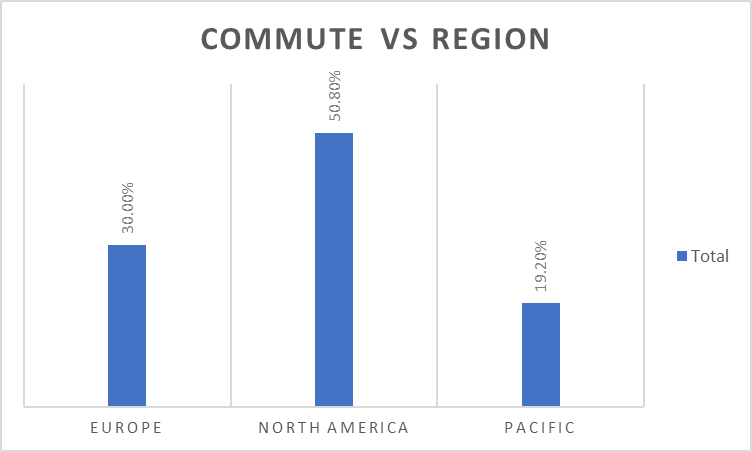 COMMUTE VS REGION
30.00%
50.80%
19.20%
EUROPE
NORTH AMERICA
PACIFIC
Total